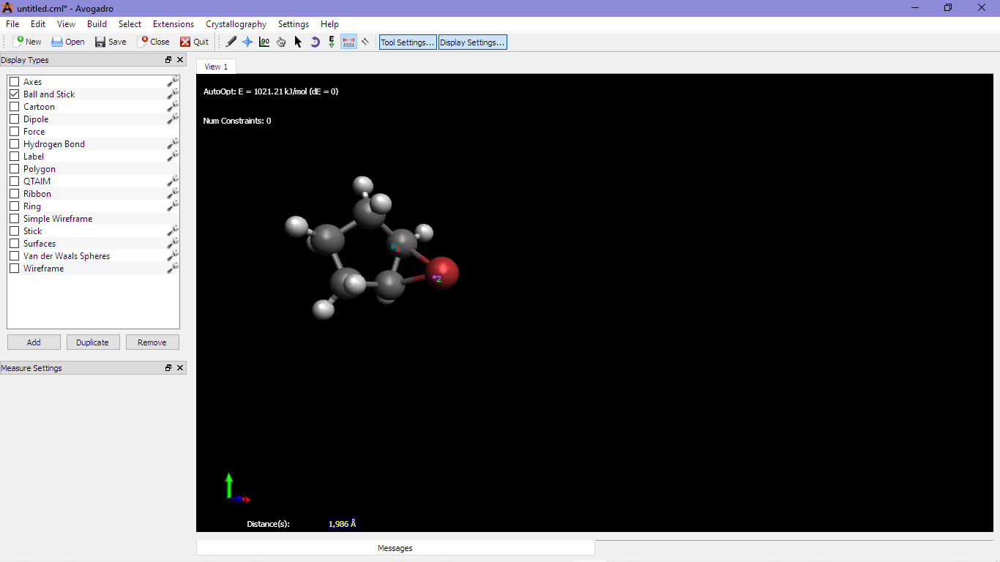 untitled.cml* - Avogadro
File Edit View Build Select Extensions Crystallography Settings Help
New Open Save Close Quit 90 E Tool Settings... Display Settings...
Display Types
View 1
Axes
Ball and Stick
Cartoon
Dipole
Force
Hydrogen Bond
Label
Polygon
QTAIM
Ribbon
Ring
Simple Wireframe
Stick
Surfaces
Van der Waals Spheres
Wireframe
Add Duplicate Remove
Measure Settings
AutoOpt: E = 1021.21 kJ/mol (dE = 0)
Num Constraints: 0
*2
Distance(s): 1,986 Å
Messages